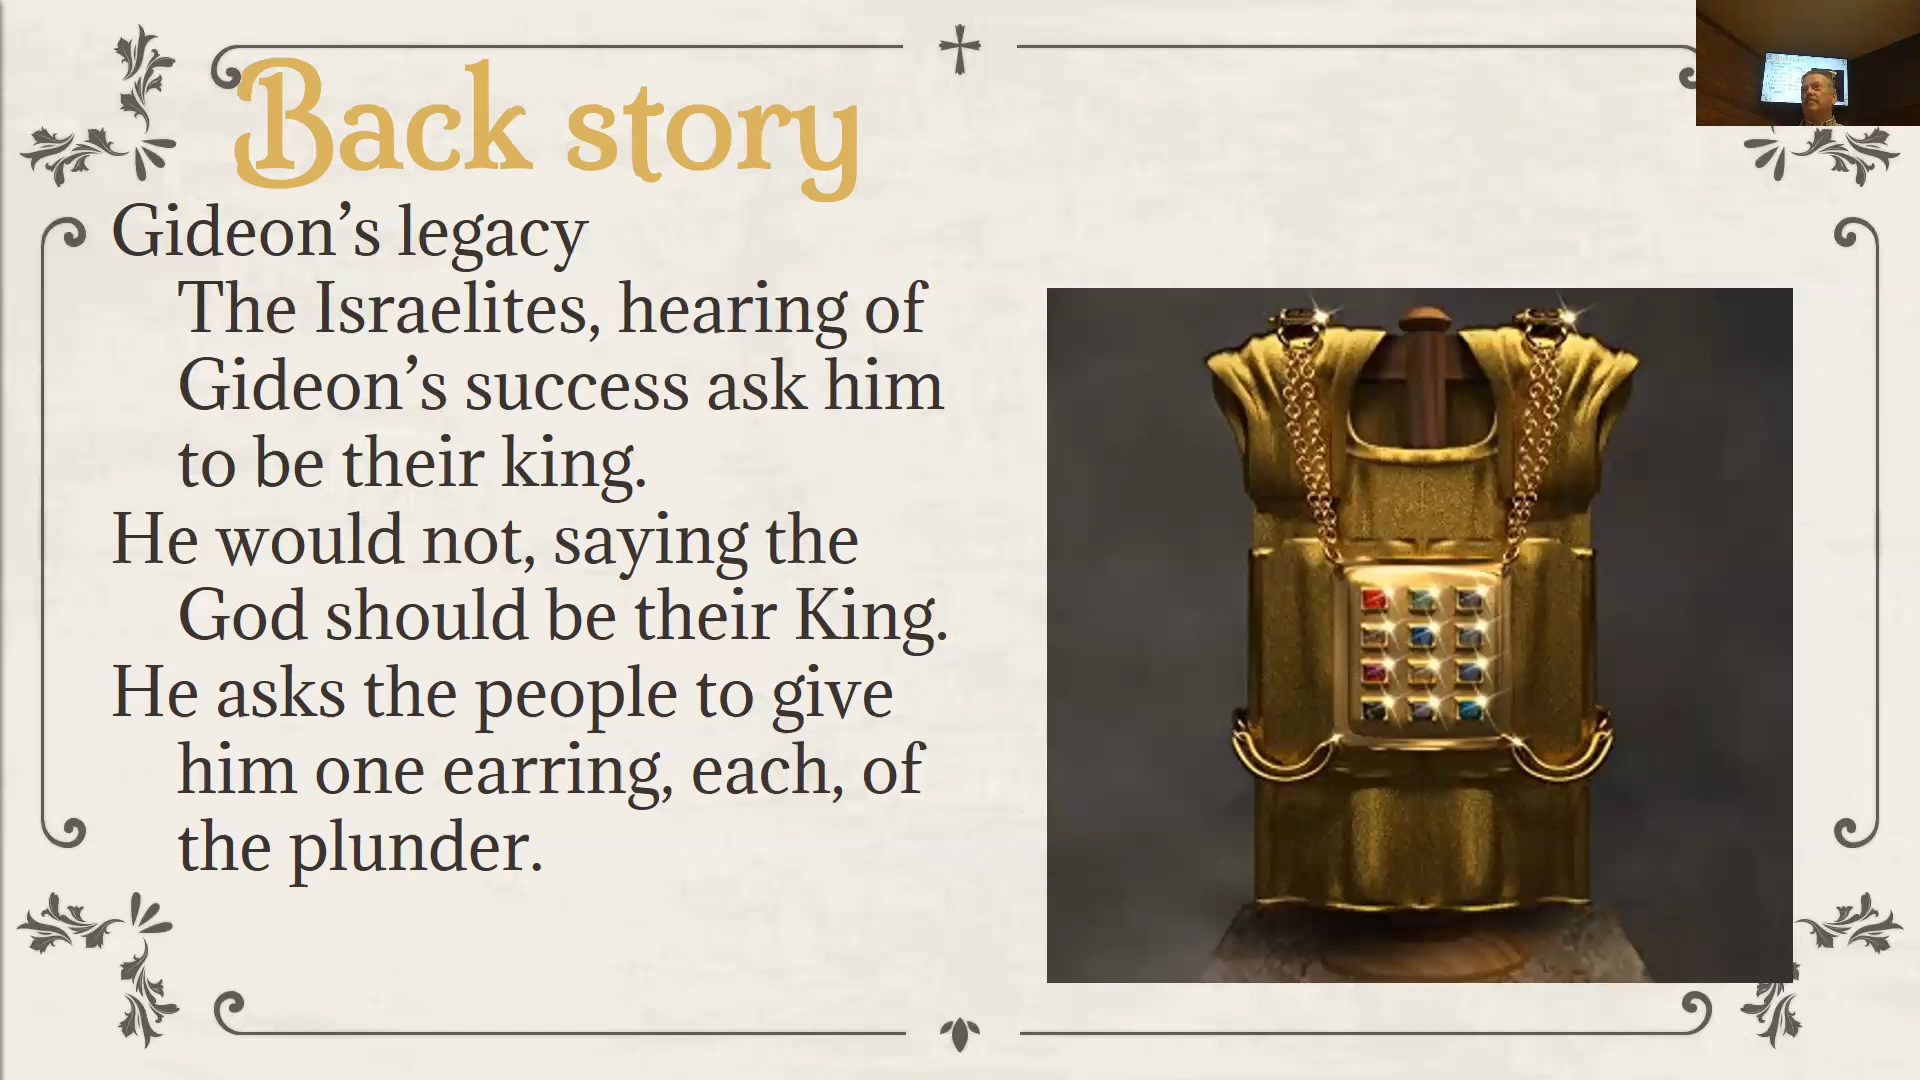 Back story
Gideon’s legacy
The Israelites, hearing of
Gideon’s success ask him
to be their king.
He would not, saying the
God should be their King.
He asks the people to give
him one earring, each, of
the plunder.